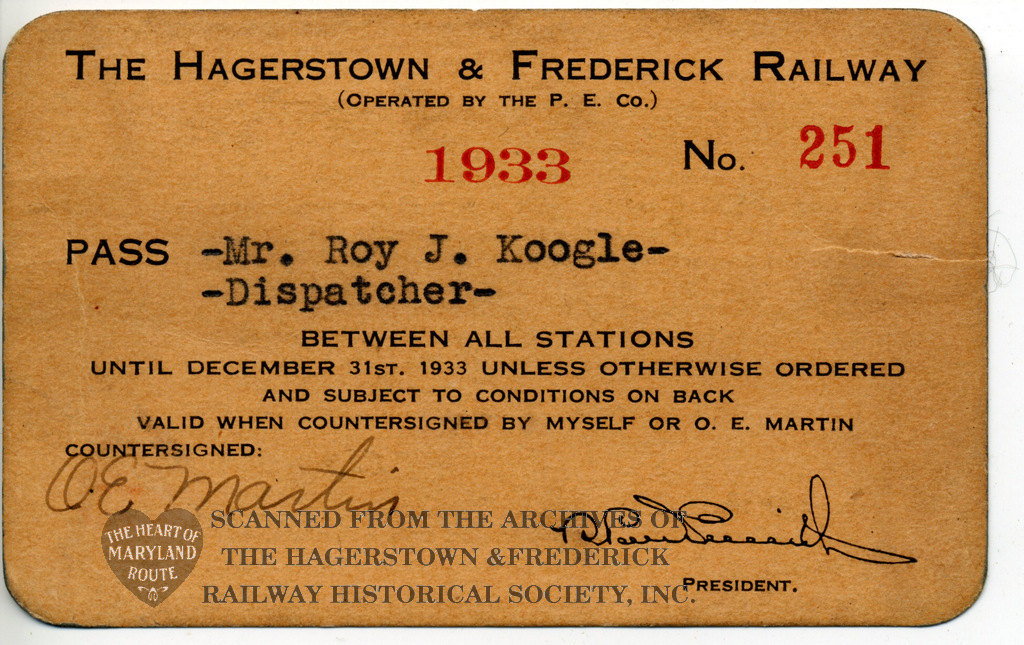 THE HAGERSTOWN & FREDERICK RAILWAY
(OPERATED BY THE P. E. CO.)
1933 NO. 251
PASS -Mr. Roy J. Koogle-
-Dispatcher-
BETWEEN ALL STATIONS
UNTIL DECEMBER 31ST. 1933 UNLESS OTHERWISE ORDERED
AND SUBJECT TO CONDITIONS ON BACK
VALID WHEN COUNTERSIGNED BY MYSELF OR O. E. MARTIN
COUNTERSIGNED:
O.E. Martin
PRESIDENT.
THE HEART OF
MARYLAND
ROUTE
SCANNED FROM THE ARCHIVES OF
THE HAGERSTOWN &FREDERICK
RAILWAY HISTORICAL SOCIETY, INC.